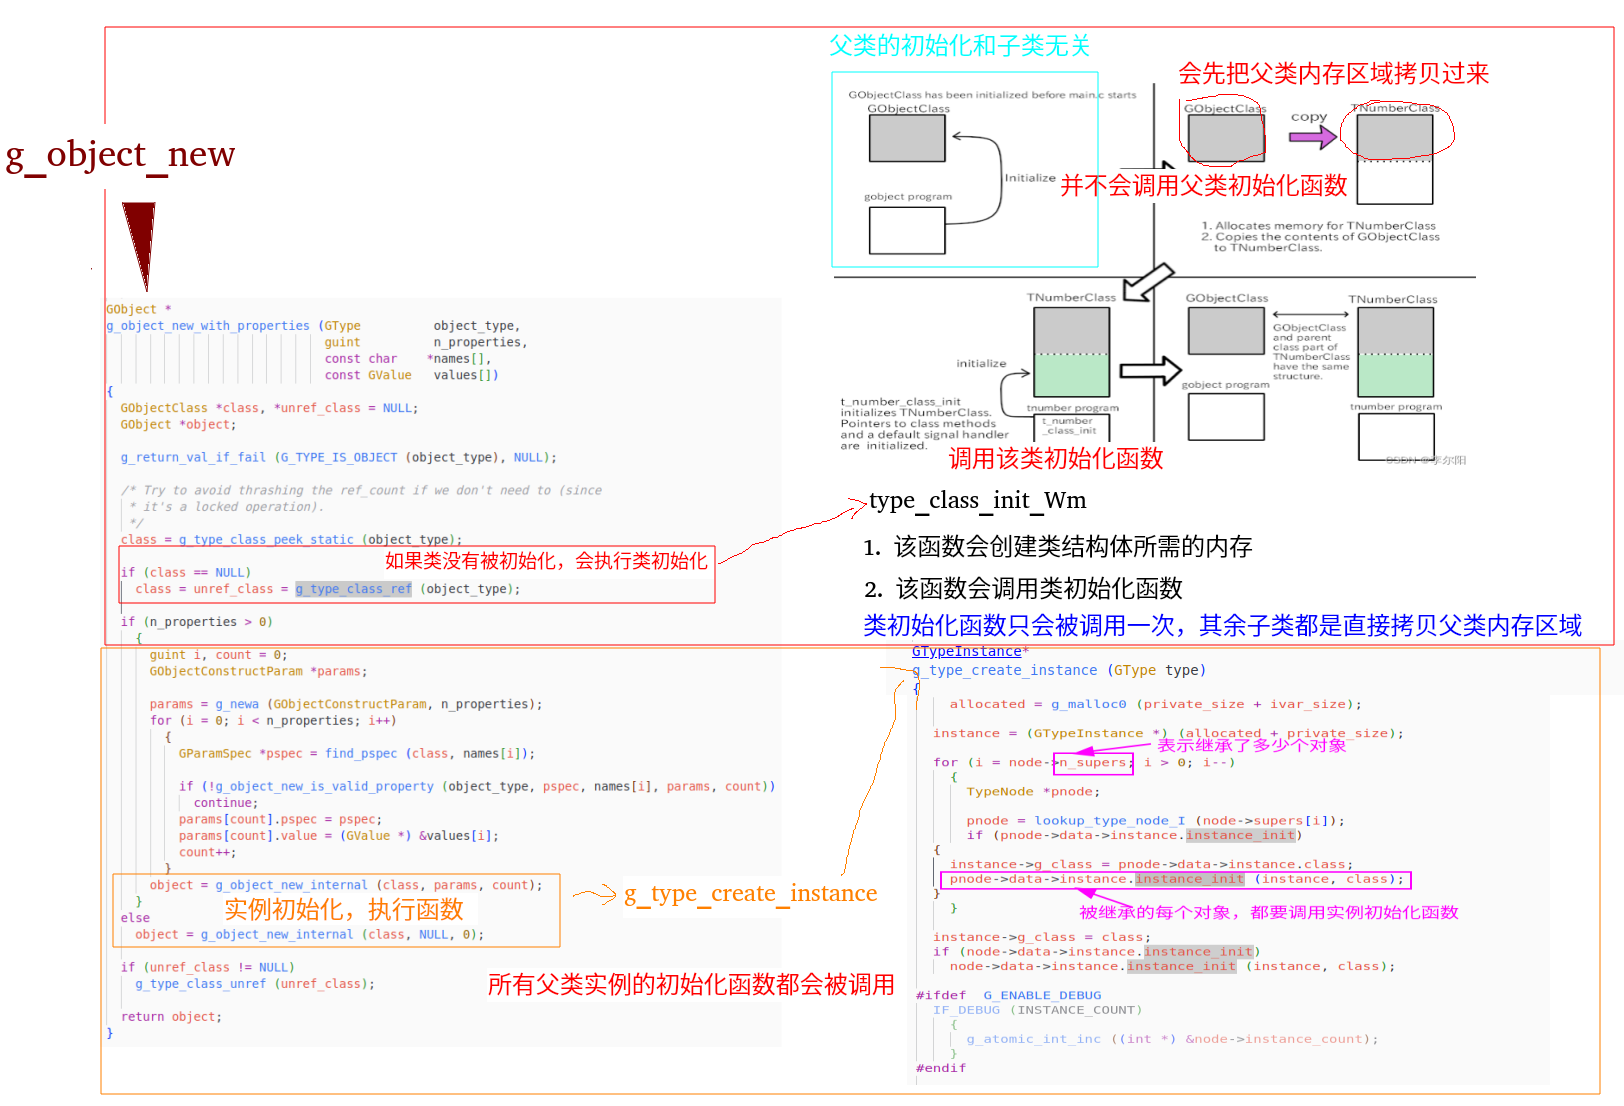 父类的初始化和子类无关
会先把父类内存区域拷贝过来
GObjectClass has been initialized before main.c starts
GObjectClass
Initialize
gobject program
GObjectClass
copy
TNumberClass
并不会调用父类初始化函数
1. Allocates memory for TNumberClass
2. Copies the contents of GObjectClass
to TNumberClass.
g_object_new
TNumberClass
initialize
t_number_class_init
initializes TNumberClass.
Pointers to class methods
and a default signal handler
are initialized.
tnumber program
t_number
_class_init
GObjectClass
TNumberClass
GObjectClass
and parent
class part of
TNumberClass
have the same
structure.
gobject program
tnumber program
CSDN @李尔阳
调用该类初始化函数
type_class_init_Wm
1. 该函数会创建类结构体所需的内存
2. 该函数会调用类初始化函数
类初始化函数只会被调用一次，其余子类都是直接拷贝父类内存区域
GObject *
g_object_new_with_properties (GType object_type,
guint n_properties,
const char *names[],
const GValue values[])
{
GObjectClass *class, *unref_class = NULL;
GObject *object;
g_return_val_if_fail (G_TYPE_IS_OBJECT (object_type), NULL);
/* Try to avoid thrashing the ref_count if we don't need to (since
* it's a locked operation).
*/
class = g_type_class_peek_static (object_type);
如果类没有被初始化，会执行类初始化
if (class == NULL)
class = unref_class = g_type_class_ref (object_type);
if (n_properties > 0)
{
guint i, count = 0;
GObjectConstructParam *params;
params = g_newa (GObjectConstructParam, n_properties);
for (i = 0; i < n_properties; i++)
{
GParamSpec *pspec = find_pspec (class, names[i]);
if (!g_object_new_is_valid_property (object_type, pspec, names[i], params, count))
continue;
params[count].pspec = pspec;
params[count].value = (GValue *) &values[i];
count++;
}
object = g_object_new_internal (class, params, count);
}
实例初始化，执行函数
else
object = g_object_new_internal (class, NULL, 0);
if (unref_class != NULL)
g_type_class_unref (unref_class);
return object;
}
g_type_create_instance
所有父类实例的初始化函数都会被调用
GTypeInstance*
g_type_create_instance (GType type)
{
allocated = g_malloc0 (private_size + ivar_size);
instance = (GTypeInstance *) (allocated + private_size);
表示继承了多少个对象
for (i = node->n_supers; i > 0; i--)
{
TypeNode *pnode;
pnode = lookup_type_node_I (node->supers[i]);
if (pnode->data->instance.instance_init)
{
instance->g_class = pnode->data->instance.class;
pnode->data->instance.instance_init (instance, class);
}
}
被继承的每个对象，都要调用实例初始化函数
instance->g_class = class;
if (node->data->instance.instance_init)
node->data->instance.instance_init (instance, class);
#ifdef G_ENABLE_DEBUG
IF_DEBUG (INSTANCE_COUNT)
{
g_atomic_int_inc ((int *) &node->instance_count);
}
#endif